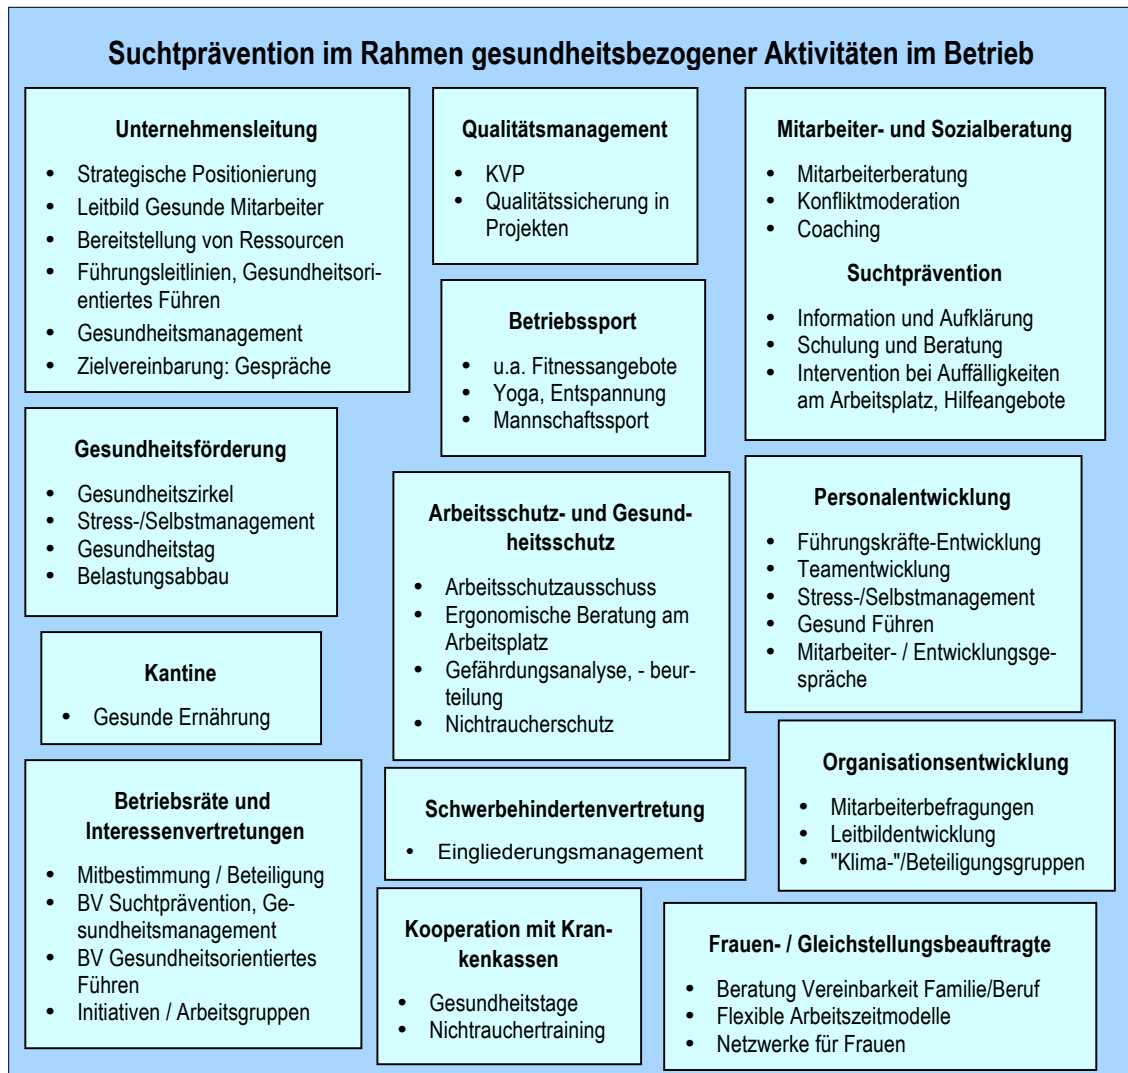 Suchtprävention im Rahmen gesundheitsbezogener Aktivitäten im Betrieb
Unternehmensleitung
• Strategische Positionierung
• Leitbild Gesunde Mitarbeiter
• Bereitstellung von Ressourcen
• Führungsleitlinien, Gesundheitsori-
entiertes Führen
• Gesundheitsmanagement
• Zielvereinbarung: Gespräche
Qualitätsmanagement
• KVP
• Qualitätssicherung in
Projekten
Mitarbeiter- und Sozialberatung
• Mitarbeiterberatung
• Konfliktmoderation
• Coaching
Suchtprävention
• Information und Aufklärung
• Schulung und Beratung
• Intervention bei Auffälligkeiten
am Arbeitsplatz, Hilfeangebote
Betriebssport
• u.a. Fitnessangebote
• Yoga, Entspannung
• Mannschaftssport
Gesundheitsförderung
• Gesundheitszirkel
• Stress-/Selbstmanagement
• Gesundheitstag
• Belastungsabbau
Arbeitsschutz- und Gesund-
heitsschutz
• Arbeitsschutzausschuss
• Ergonomische Beratung am
Arbeitsplatz
• Gefährdungsanalyse, - beur-
teilung
• Nichtraucherschutz
Personalentwicklung
• Führungskräfte-Entwicklung
• Teamentwicklung
• Stress-/Selbstmanagement
• Gesund Führen
• Mitarbeiter- / Entwicklungsge-
spräche
Kantine
• Gesunde Ernährung
Organisationsentwicklung
• Mitarbeiterbefragungen
• Leitbildentwicklung
• "Klima-"/Beteiligungsgruppen
Betriebsräte und
Interessenvertretungen
• Mitbestimmung / Beteiligung
• BV Suchtprävention, Ge-
sundheitsmanagement
• BV Gesundheitsorientiertes
Führen
• Initiativen / Arbeitsgruppen
Schwerbehindertenvertretung
• Eingliederungsmanagement
Kooperation mit Kran-
kenkassen
• Gesundheitstage
• Nichtrauchertraining
Frauen- / Gleichstellungsbeauftragte
• Beratung Vereinbarkeit Familie/Beruf
• Flexible Arbeitszeitmodelle
• Netzwerke für Frauen